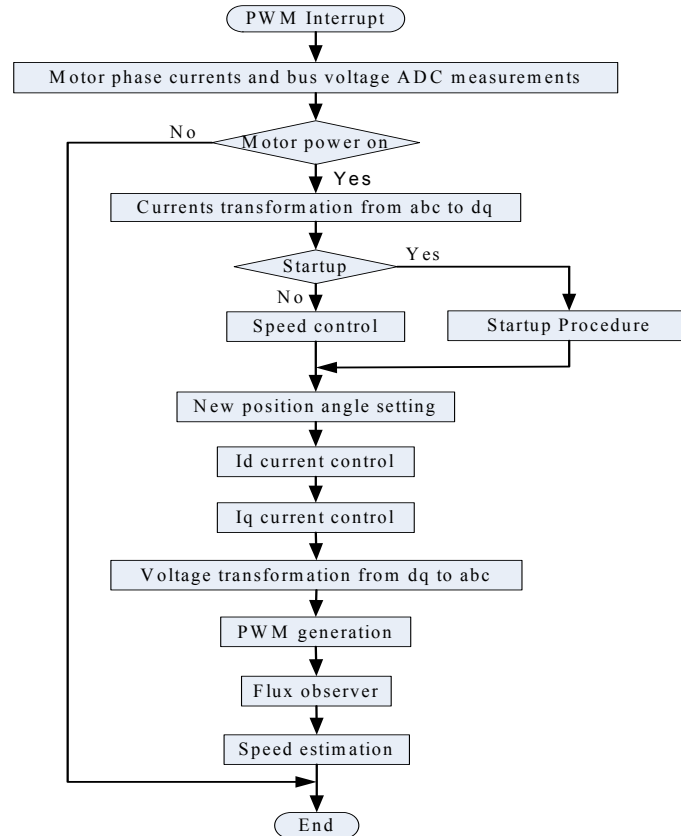 PWM Interrupt
Motor phase currents and bus voltage ADC measurements
No
Motor power on
Yes
Currents transformation from abc to dq
Startup
Yes
No
Speed control
Startup Procedure
New position angle setting
Id current control
Iq current control
Voltage transformation from dq to abc
PWM generation
Flux observer
Speed estimation
End